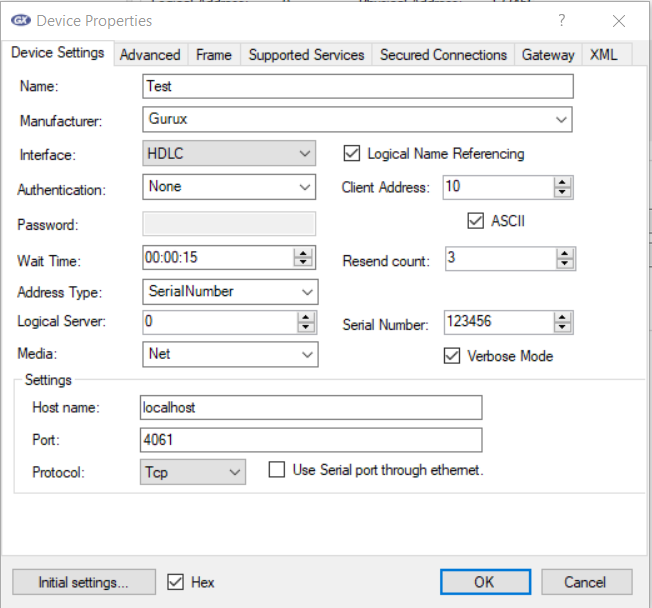 GX Device Properties ?
Device Settings Advanced Frame Supported Services Secured Connections Gateway XML
Name: Test
Manufacturer: Gurux
Interface: HDLC Logical Name Referencing
Authentication: None Client Address: 10
Password: ASCII
Wait Time: 00:00:15 Resend count: 3
Address Type: SerialNumber
Logical Server: 0 Serial Number: 123456
Media: Net Verbose Mode
Settings
Host name: localhost
Port: 4061
Protocol: Tcp Use Serial port through ethernet.
Initial settings... Hex OK Cancel